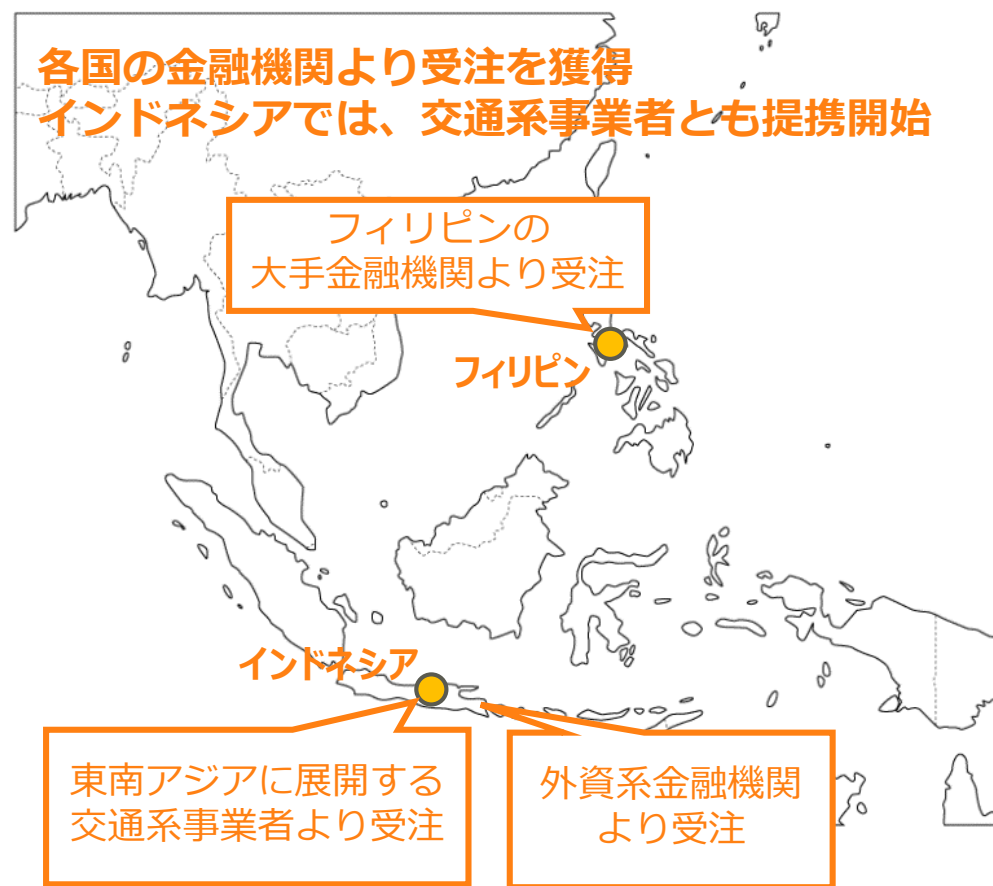 各国の金融機関より受注を獲得
インドネシアでは、交通系事業者とも提携開始
フィリピンの
大手金融機関より受注
フィリピン
インドネシア
東南アジアに展開する
交通系事業者より受注
外資系金融機関
より受注